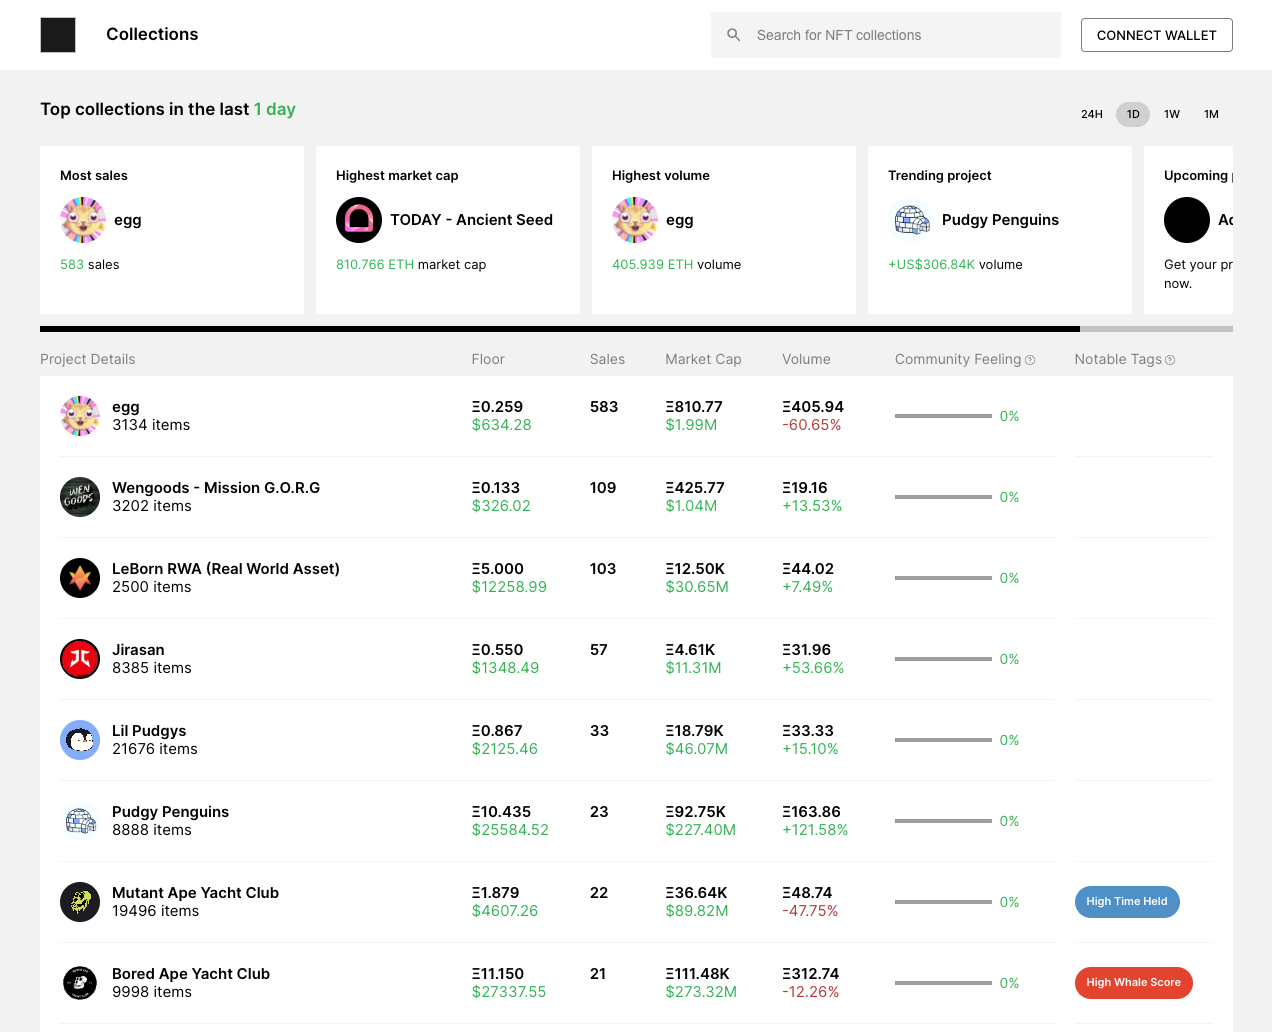 Collections
Search for NFT collections
CONNECT WALLET
Top collections in the last 1 day
24H 1D 1W 1M
Most sales
egg
583 sales
Highest market cap
TODAY - Ancient Seed
810.766 ETH market cap
Highest volume
egg
405.939 ETH volume
Trending project
Pudgy Penguins
+US$306.84K volume
Upcoming
Get your
now.
Project Details Floor Sales Market Cap Volume Community Feeling Notable Tags
egg Ξ0.259 583 Ξ810.77 Ξ405.94
3134 items $634.28 $1.99M -60.65% 0%
Wengoods - Mission G.O.R.G Ξ0.133 109 Ξ425.77 Ξ19.16
3202 items $326.02 $1.04M +13.53% 0%
WEN
GOODS
LeBorn RWA (Real World Asset) Ξ5.000 103 Ξ12.50K Ξ44.02
2500 items $12258.99 $30.65M +7.49% 0%
Jirasan Ξ0.550 57 Ξ4.61K Ξ31.96
8385 items $1348.49 $11.31M +53.66% 0%
Lil Pudgys Ξ0.867 33 Ξ18.79K Ξ33.33
21676 items $2125.46 $46.07M +15.10% 0%
Pudgy Penguins Ξ10.435 23 Ξ92.75K Ξ163.86
8888 items $25584.52 $227.40M +121.58% 0%
Mutant Ape Yacht Club Ξ1.879 22 Ξ36.64K Ξ48.74
19496 items $4607.26 $89.82M -47.75% 0% High Time Held
Bored Ape Yacht Club Ξ11.150 21 Ξ111.48K Ξ312.74
9998 items $27337.55 $273.32M -12.26% 0% High Whale Score